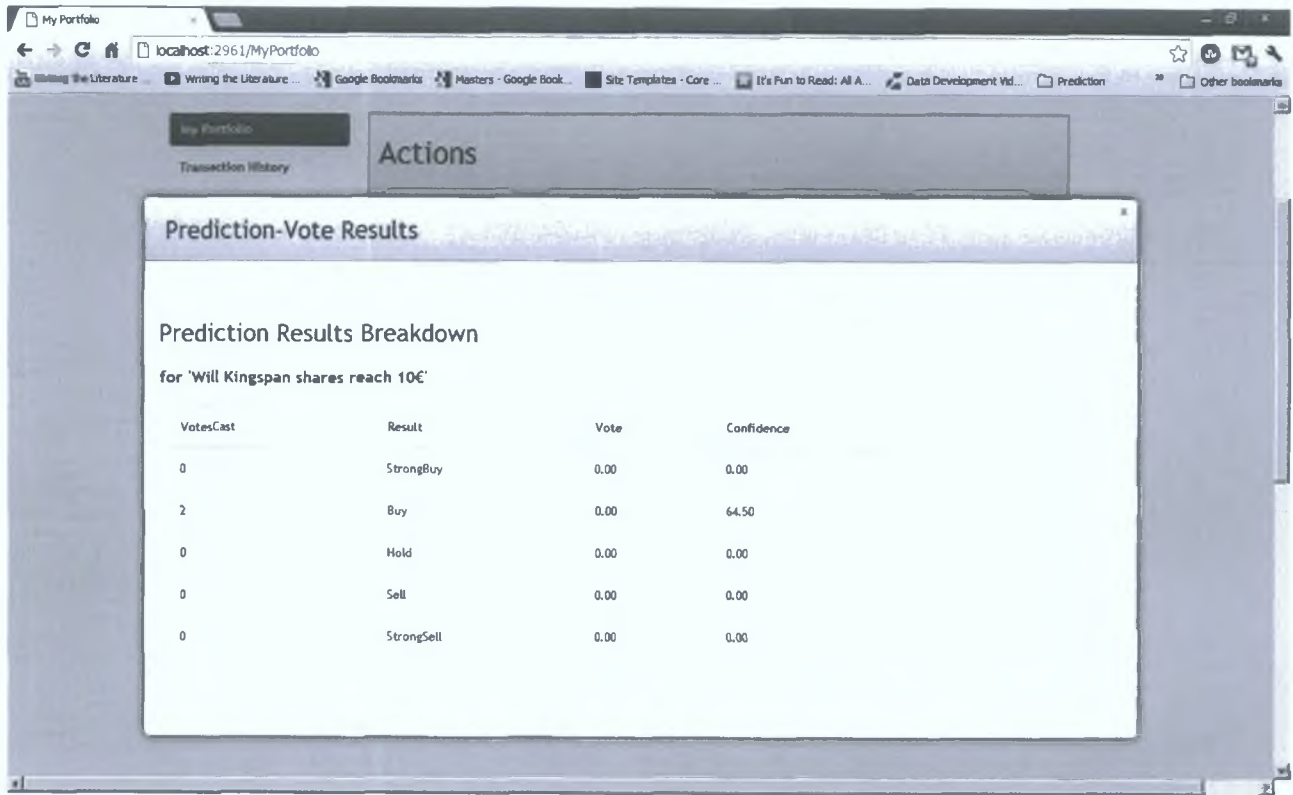 My Portfolio
localhost:2961/MyPortfolio
the Literature ... Writing the Literature ... Google Bookmarks Masters - Google Book... Site Templates - Core ... It's Fun to Read: All A... Data Development Vid... Prediction » Other bookmarks
My Portfolio
Transaction History
Actions
Prediction-Vote Results x
Prediction Results Breakdown
for 'Will Kingspan shares reach 10€'
VotesCast Result Vote Confidence
0 StrongBuy 0.00 0.00
2 Buy 0.00 64.50
0 Hold 0.00 0.00
0 Sell 0.00 0.00
0 StrongSell 0.00 0.00